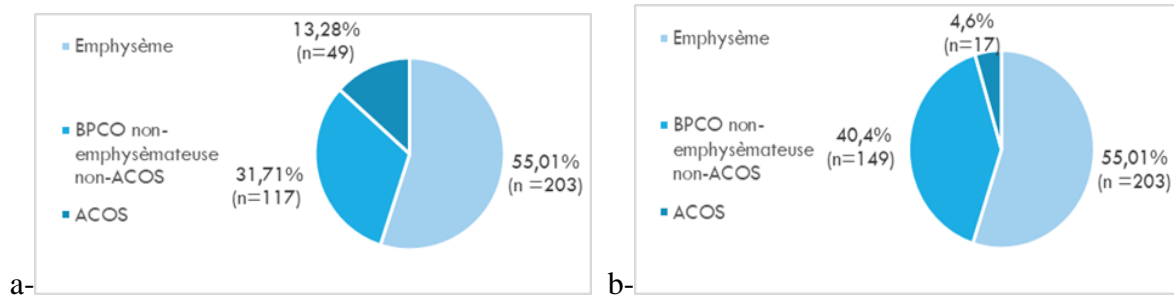 Emphysème
BPCO non-
emphysèmateuse
non-ACOS
ACOS
13,28%
(n=49)
31,71%
(n=117)
55,01%
(n =203)
a-
Emphysème
BPCO non-
emphysèmateuse
non-ACOS
ACOS
4,6%
(n=17)
40,4%
(n=149)
55,01%
(n =203)
b-